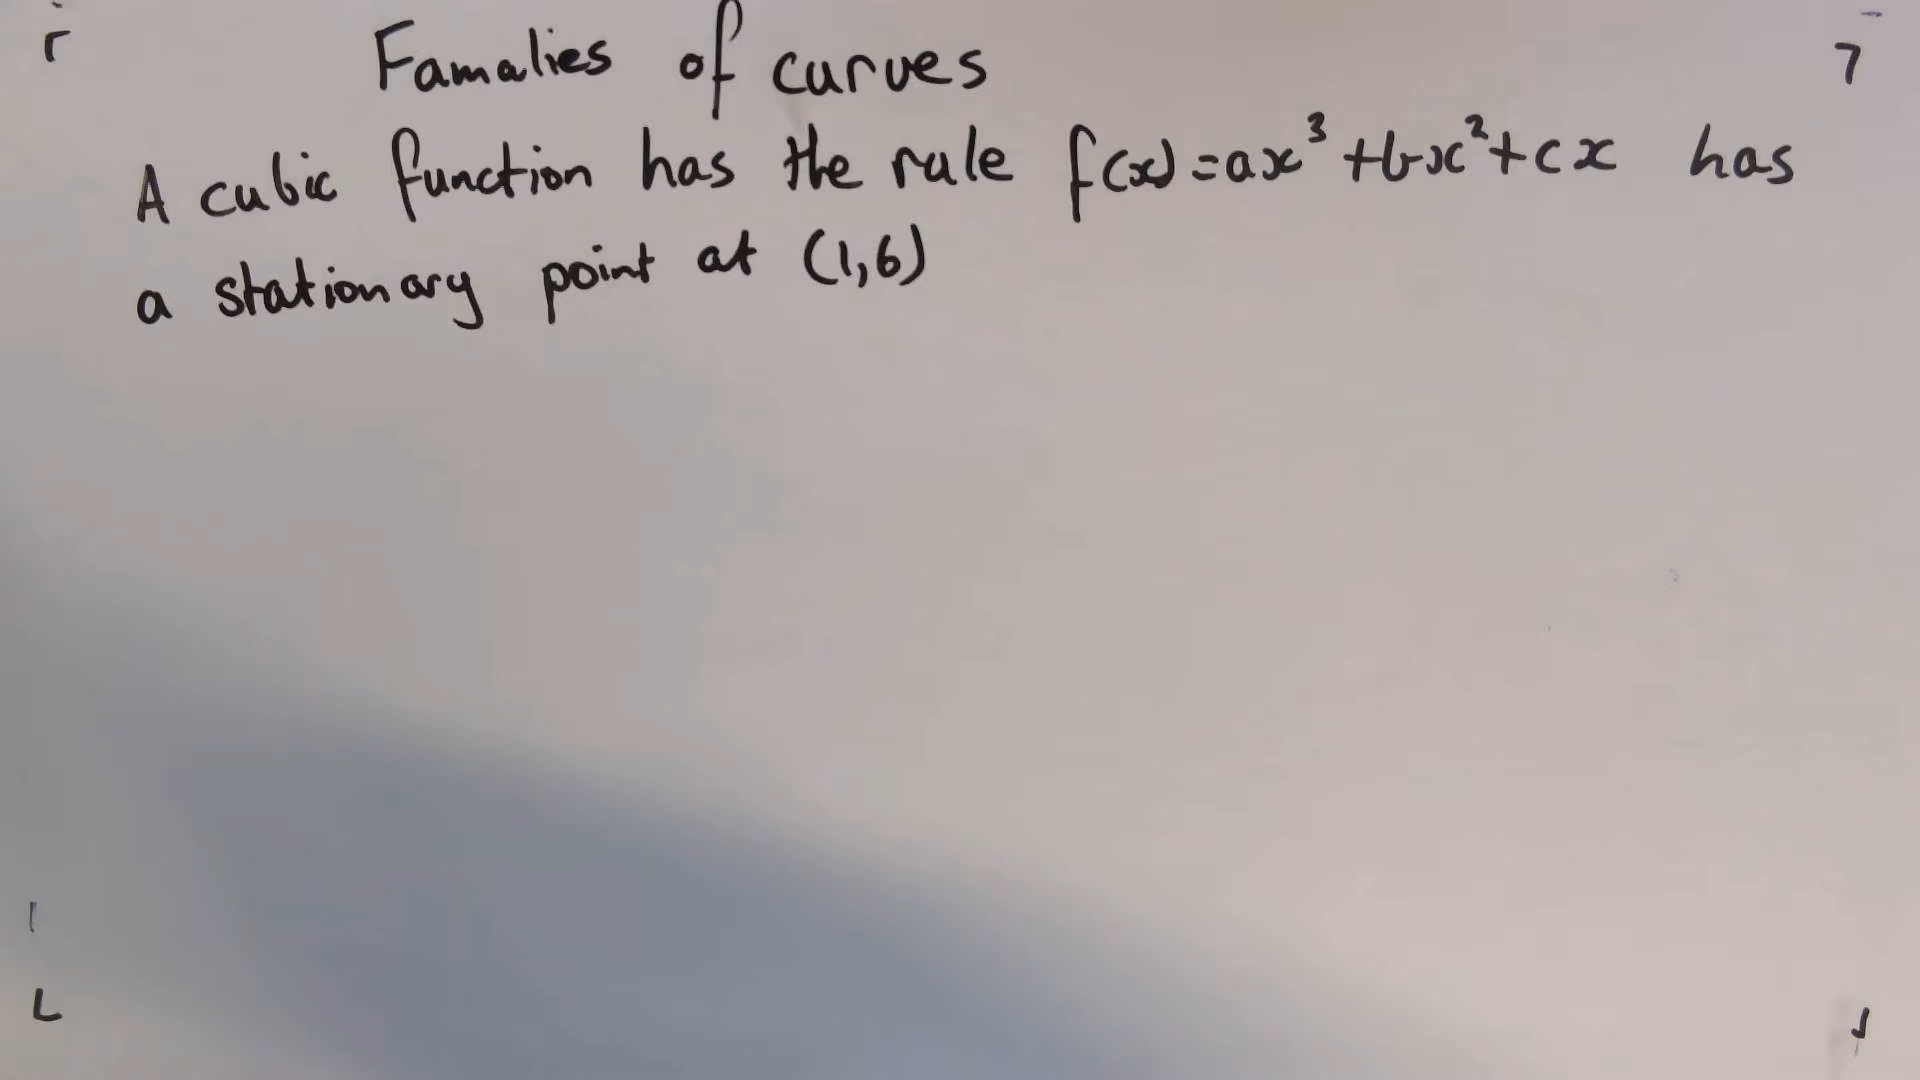 Famalies of curves
A cubic function has the rule f(x)=ax³+bx²+cx has
a stationary point at (1,6)